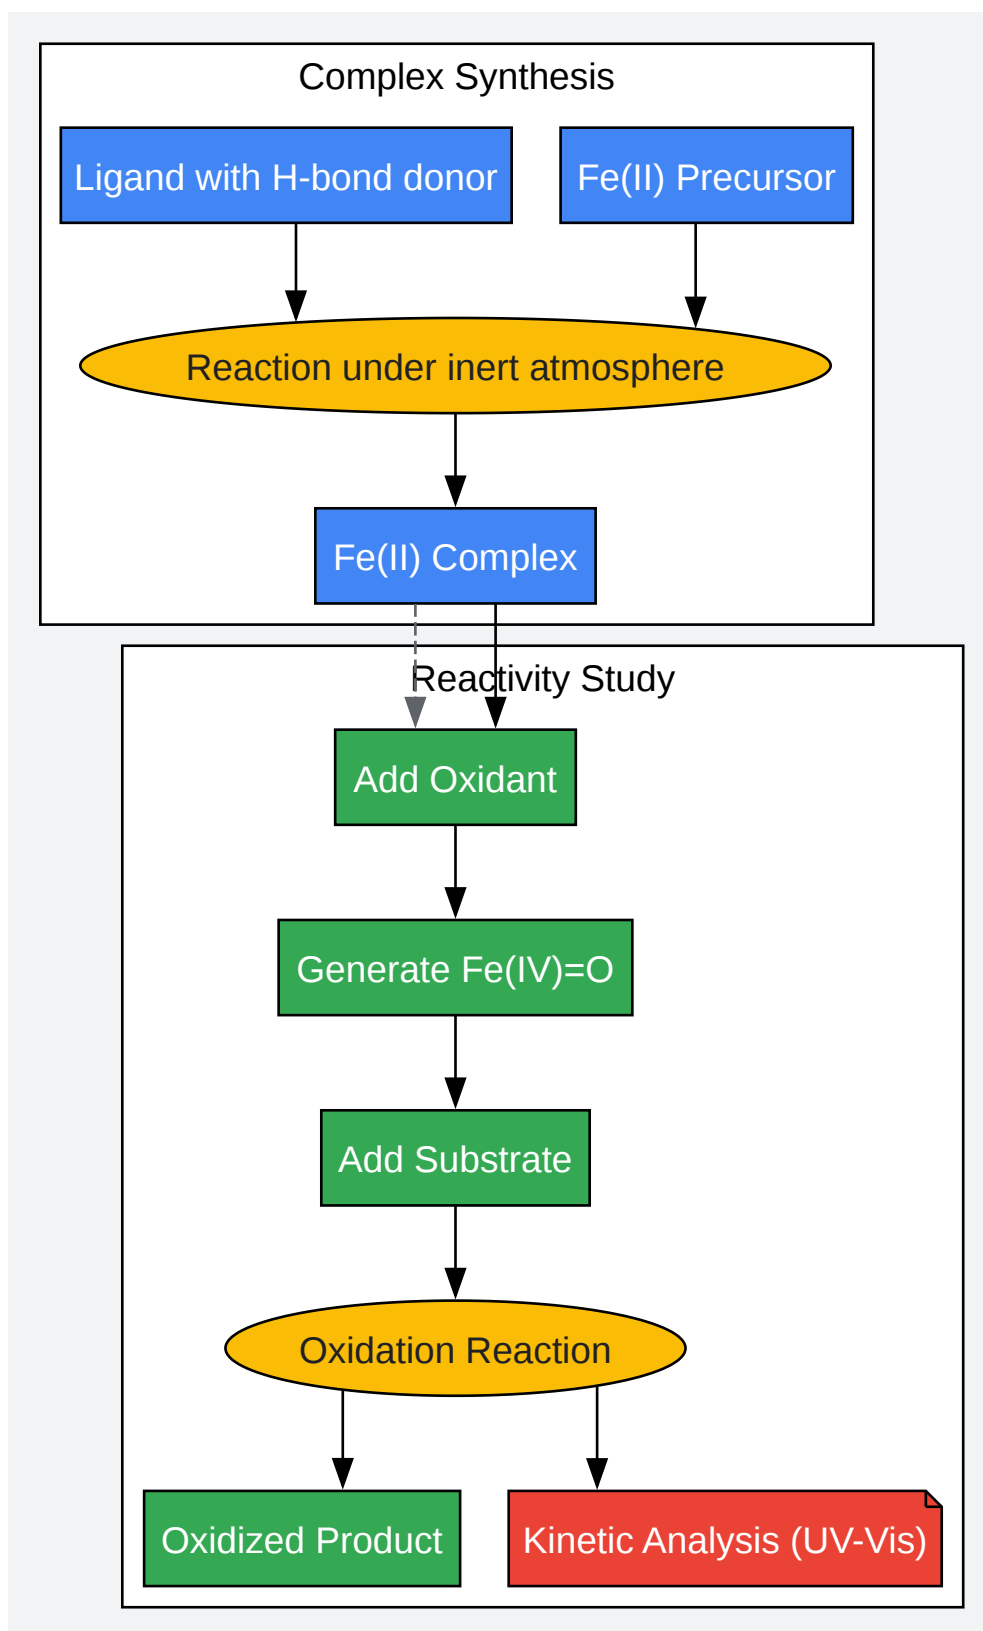 Complex Synthesis
Ligand with H-bond donor
Fe(II) Precursor
Reaction under inert atmosphere
Fe(II) Complex
Reactivity Study
Add Oxidant
Generate Fe(IV)=O
Add Substrate
Oxidation Reaction
Oxidized Product
Kinetic Analysis (UV-Vis)